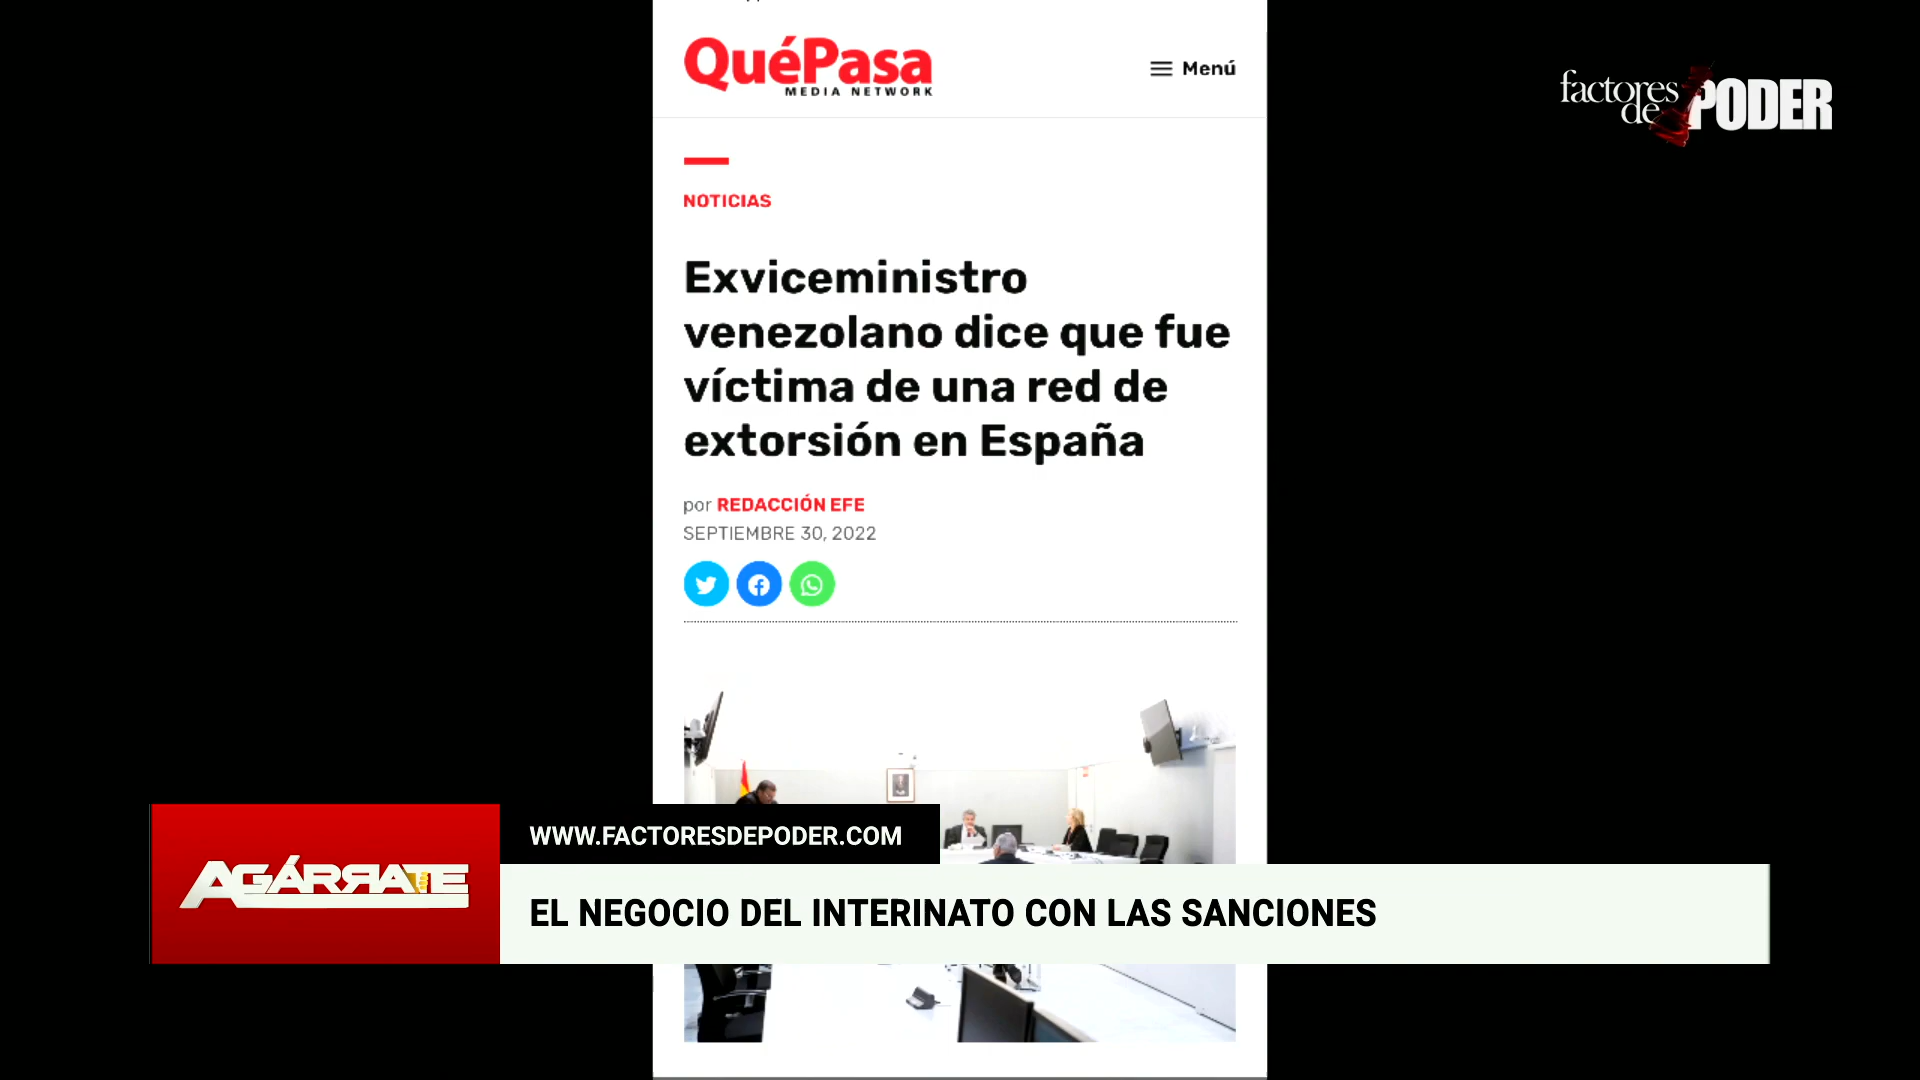 QuéPasa
MEDIA NETWORK
Menú
factores
de PODER
NOTICIAS
Exviceministro
venezolano dice que fue
víctima de una red de
extorsión en España
por REDACCIÓN EFE
SEPTIEMBRE 30, 2022
WWW.FACTORESDEPODER.COM
AGÁRRATE
EL NEGOCIO DEL INTERINATO CON LAS SANCIONES